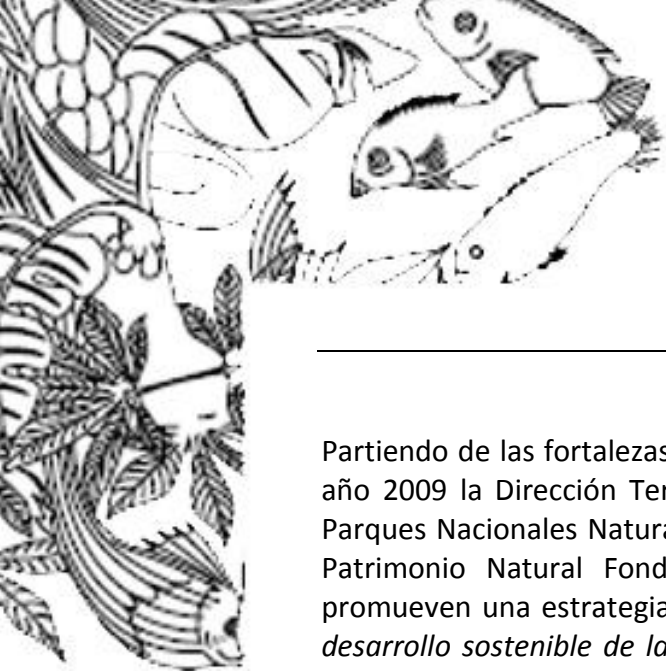 Partiendo de las fortalezas
año 2009 la Dirección Ter
Parques Nacionales Natura
Patrimonio Natural Fond
promueven una estrategia
desarrollo sostenible de la